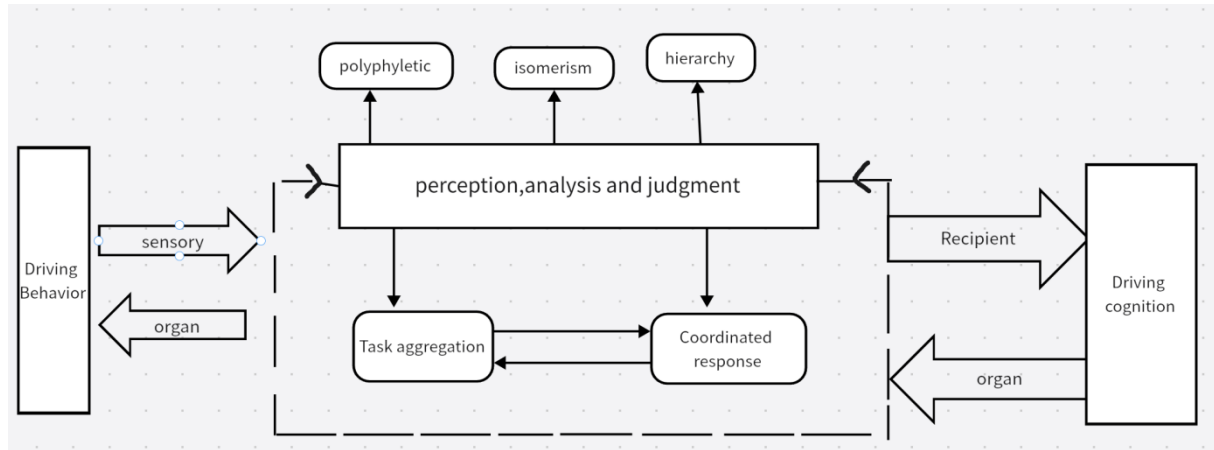 polyphyletic
isomerism
hierarchy
perception,analysis and judgment
sensory
Recipient
Driving
Behavior
Driving
cognition
organ
Task aggregation
Coordinated
response
organ